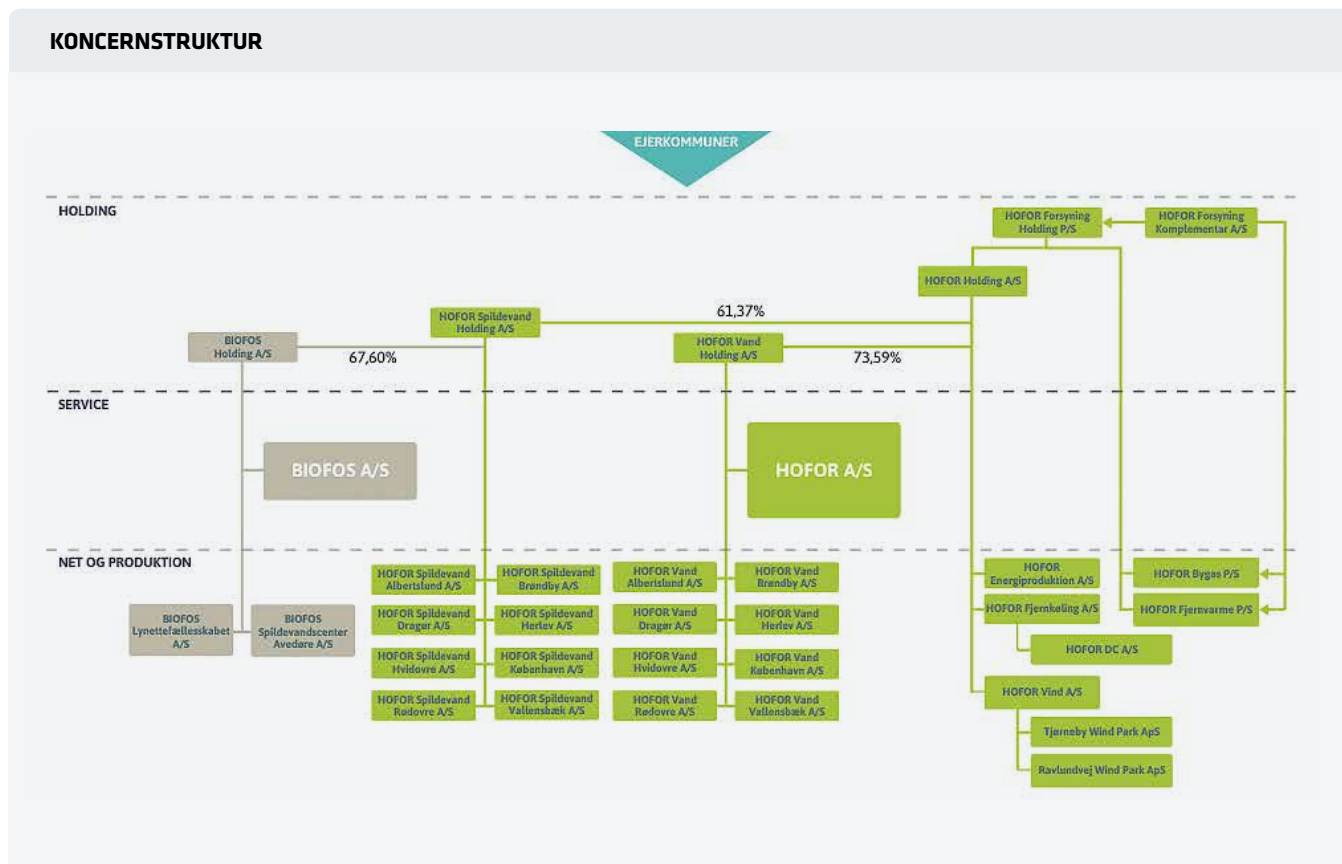 KONCERNSTRUKTUR
EJERKOMMUNER
HOLDING
HOFOR Forsyning
Holding P/S
HOFOR Forsyning
Komplementar A/S
HOFOR Holding A/S
HOFOR Spildevand
Holding A/S
61,37%
BIOFOS
Holding A/S
67,60%
HOFOR Vand
Holding A/S
73,59%
SERVICE
BIOFOS A/S
HOFOR A/S
NET OG PRODUKTION
BIOFOS
Lynettefællesskabet
A/S
BIOFOS
Spildevandscenter
Avedøre A/S
HOFOR Spildevand
Albertslund A/S
HOFOR Spildevand
Brøndby A/S
HOFOR Spildevand
Dragør A/S
HOFOR Spildevand
Herlev A/S
HOFOR Spildevand
Hvidovre A/S
HOFOR Spildevand
København A/S
HOFOR Spildevand
Rødovre A/S
HOFOR Spildevand
Vallensbæk A/S
HOFOR Vand
Albertslund A/S
HOFOR Vand
Brøndby A/S
HOFOR Vand
Dragør A/S
HOFOR Vand
Herlev A/S
HOFOR Vand
Hvidovre A/S
HOFOR Vand
København A/S
HOFOR Vand
Rødovre A/S
HOFOR Vand
Vallensbæk A/S
HOFOR
Energiproduktion A/S
HOFOR Fjernkøling A/S
HOFOR DC A/S
HOFOR Vind A/S
Tjørneby Wind Park ApS
Ravlundvej Wind Park ApS
HOFOR Bygas P/S
HOFOR Fjernvarme P/S